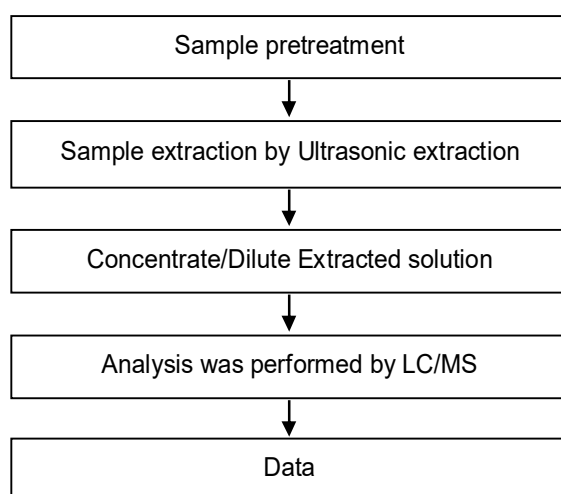 Sample pretreatment
Sample extraction by Ultrasonic extraction
Concentrate/Dilute Extracted solution
Analysis was performed by LC/MS
Data